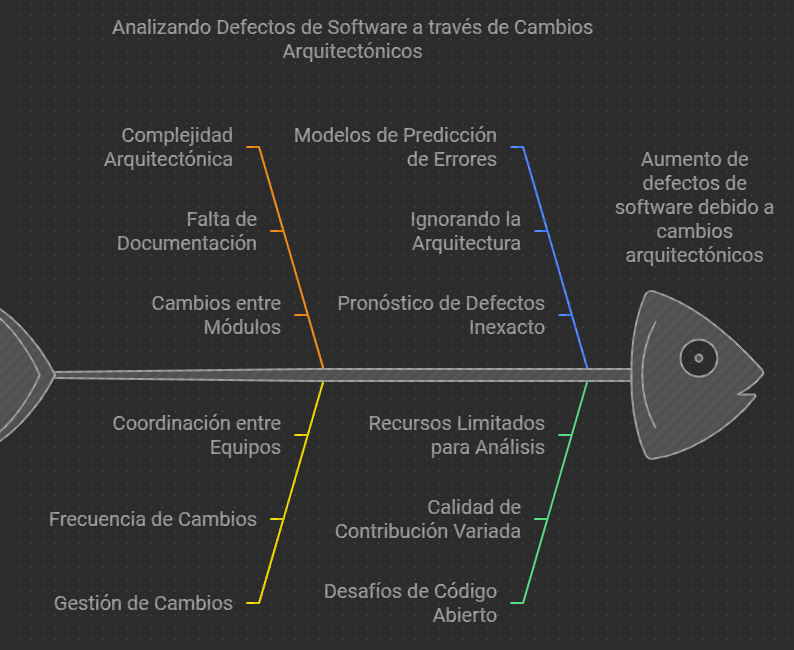 Analizando Defectos de Software a través de Cambios
Arquitectónicos
Complejidad
Arquitectónica
Falta de
Documentación
Cambios entre
Módulos
Modelos de Predicción
de Errores
Ignorando la
Arquitectura
Pronóstico de Defectos
Inexacto
Aumento de
defectos de
software debido a
cambios
arquitectónicos
Coordinación entre
Equipos
Frecuencia de Cambios
Gestión de Cambios
Recursos Limitados
para Análisis
Calidad de
Contribución Variada
Desafíos de Código
Abierto